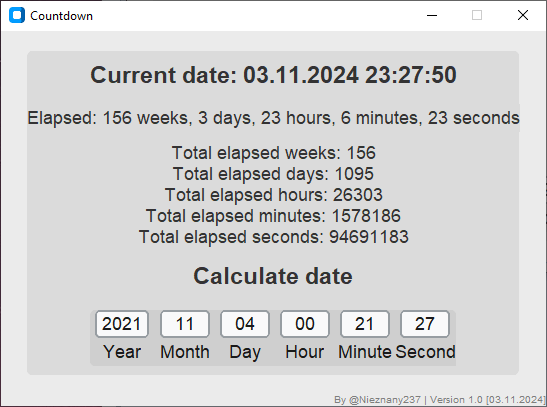 Countdown
Current date: 03.11.2024 23:27:50
Elapsed: 156 weeks, 3 days, 23 hours, 6 minutes, 23 seconds
Total elapsed weeks: 156
Total elapsed days: 1095
Total elapsed hours: 26303
Total elapsed minutes: 1578186
Total elapsed seconds: 94691183
Calculate date
2021 11 04 00 21 27
Year Month Day Hour Minute Second
By @Nieznany237 | Version 1.0 [03.11.2024]